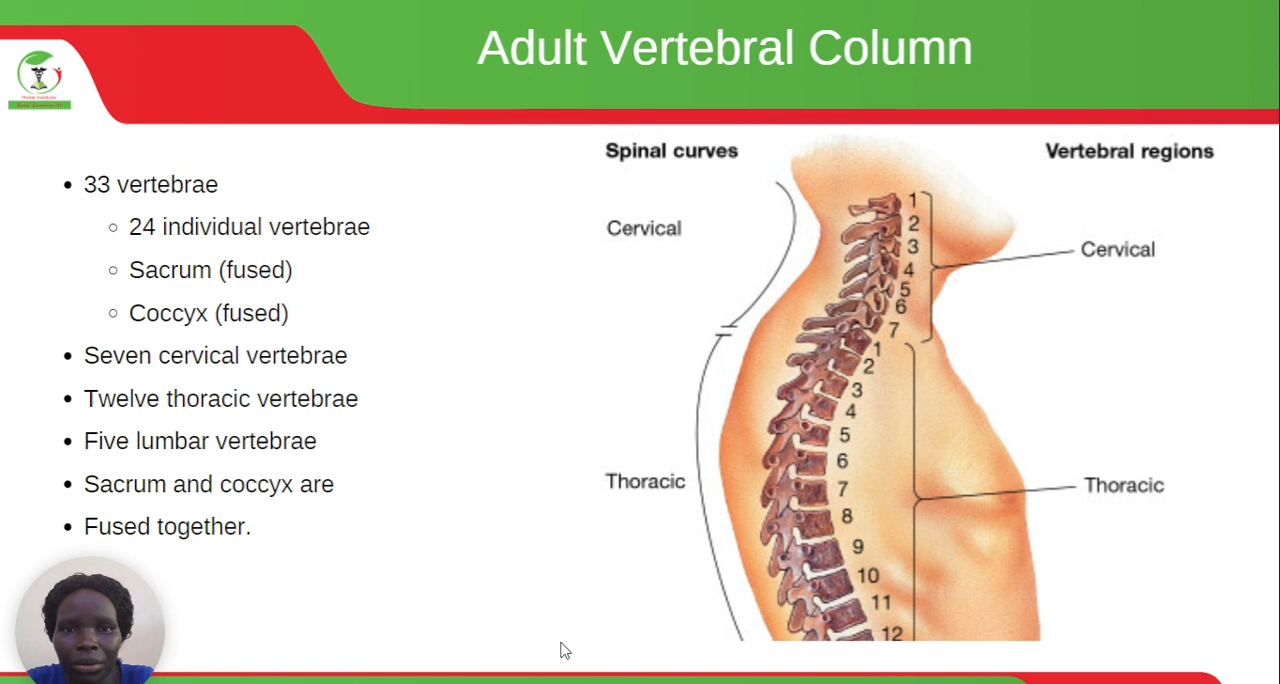 Adult Vertebral Column
33 vertebrae
24 individual vertebrae
Sacrum (fused)
Coccyx (fused)
Seven cervical vertebrae
Twelve thoracic vertebrae
Five lumbar vertebrae
Sacrum and coccyx are
Fused together.
Spinal curves
Vertebral regions
Cervical
Thoracic
1
2
3
4
5
6
7
1
2
3
4
5
6
7
8
9
10
11
12
Cervical
Thoracic